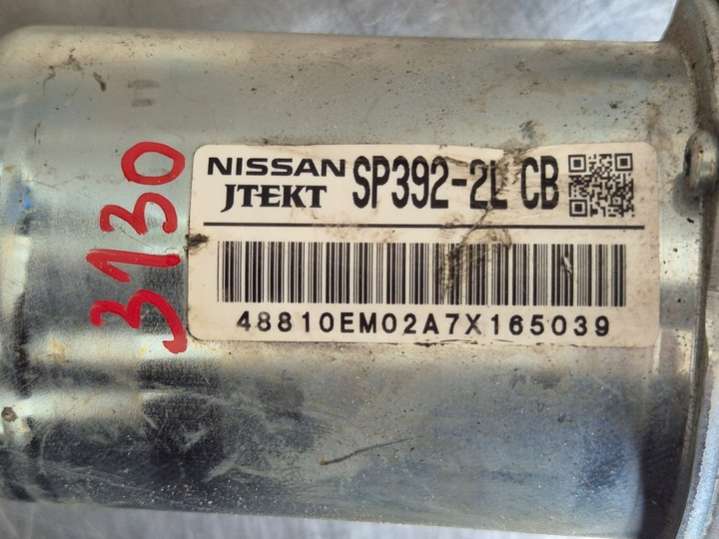 NISSAN SP392-2L CB
JTEKT
48810EM02A7X165039
3130